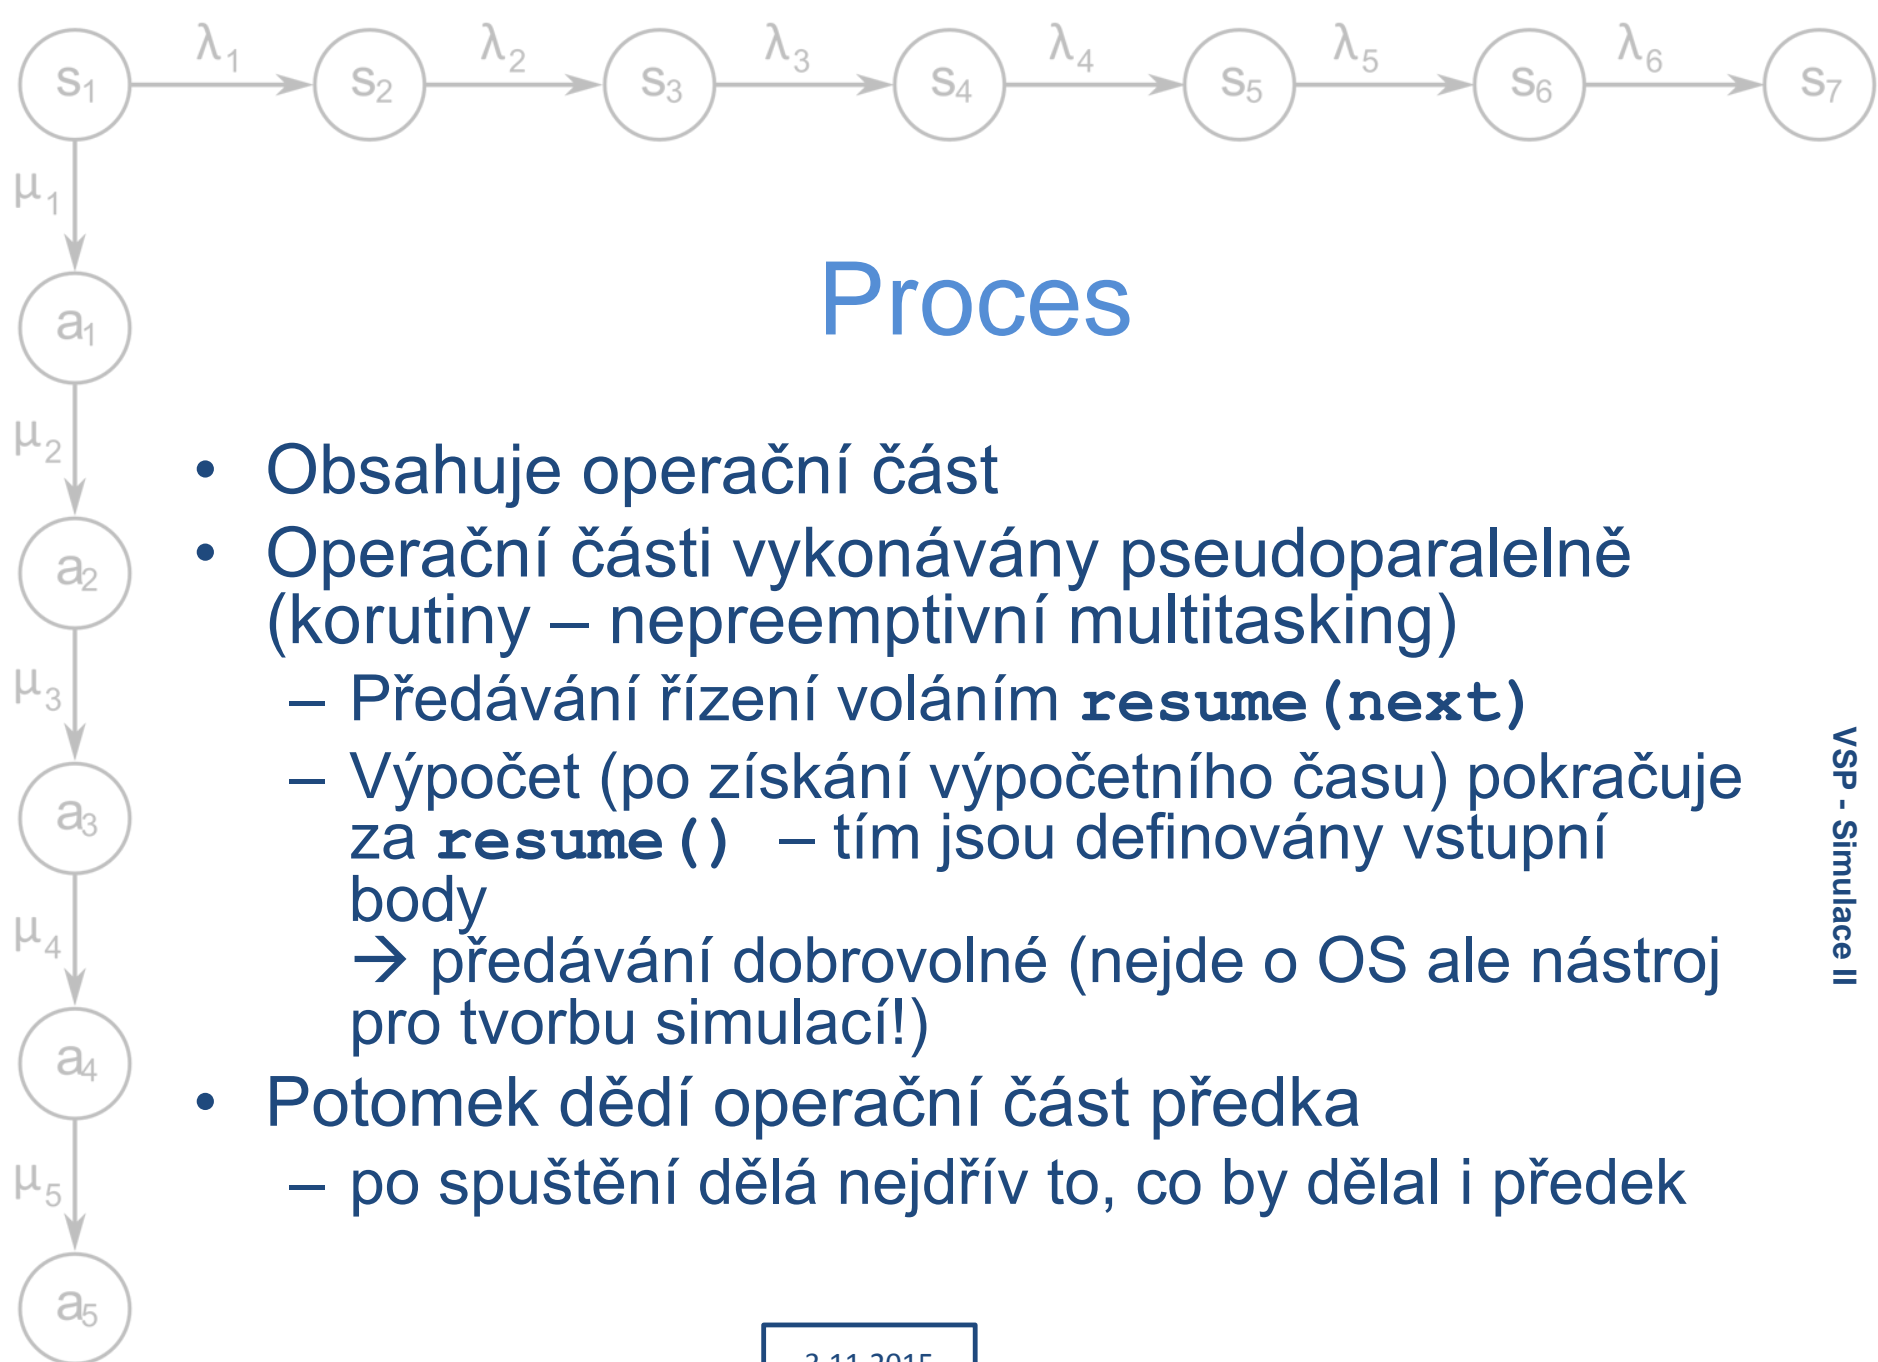 s1 λ1 s2 λ2 s3 λ3 s4 λ4 s5 λ5 s6 λ6 s7
μ1
a1
μ2
a2
μ3
a3
μ4
a4
μ5
a5
Proces
• Obsahuje operační část
• Operační části vykonávány pseudoparalelně
(korutiny – nepreemptivní multitasking)
– Předávání řízení voláním resume(next)
– Výpočet (po získání výpočetního času) pokračuje
za resume() – tím jsou definovány vstupní
body
→ předávání dobrovolné (nejde o OS ale nástroj
pro tvorbu simulací!)
• Potomek dědí operační část předka
– po spuštění dělá nejdřív to, co by dělal i předek
VSP - Simulace II
3.11.2015